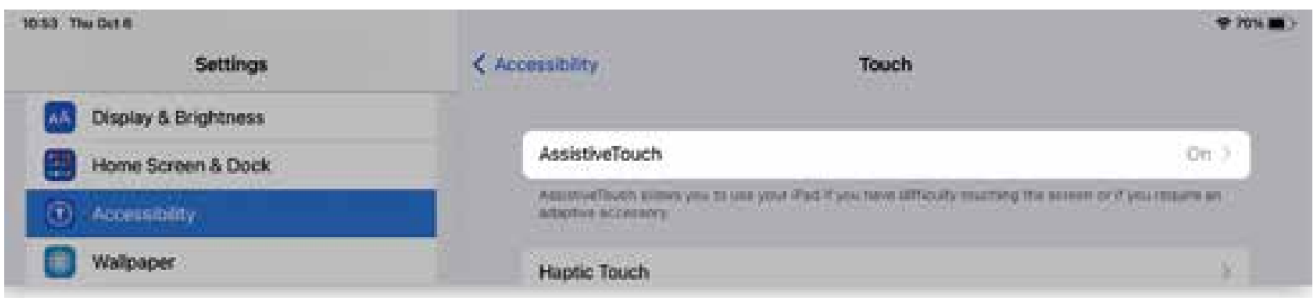 10:53 Thu Oct 6
70%
Settings
Accessibility
Touch
AA Display & Brightness
Home Screen & Dock
Accessibility
Wallpaper
AssistiveTouch On
AssistiveTouch allows you to use your iPad if you have difficulty touching the screen or if you require an
adaptive accessory.
Haptic Touch